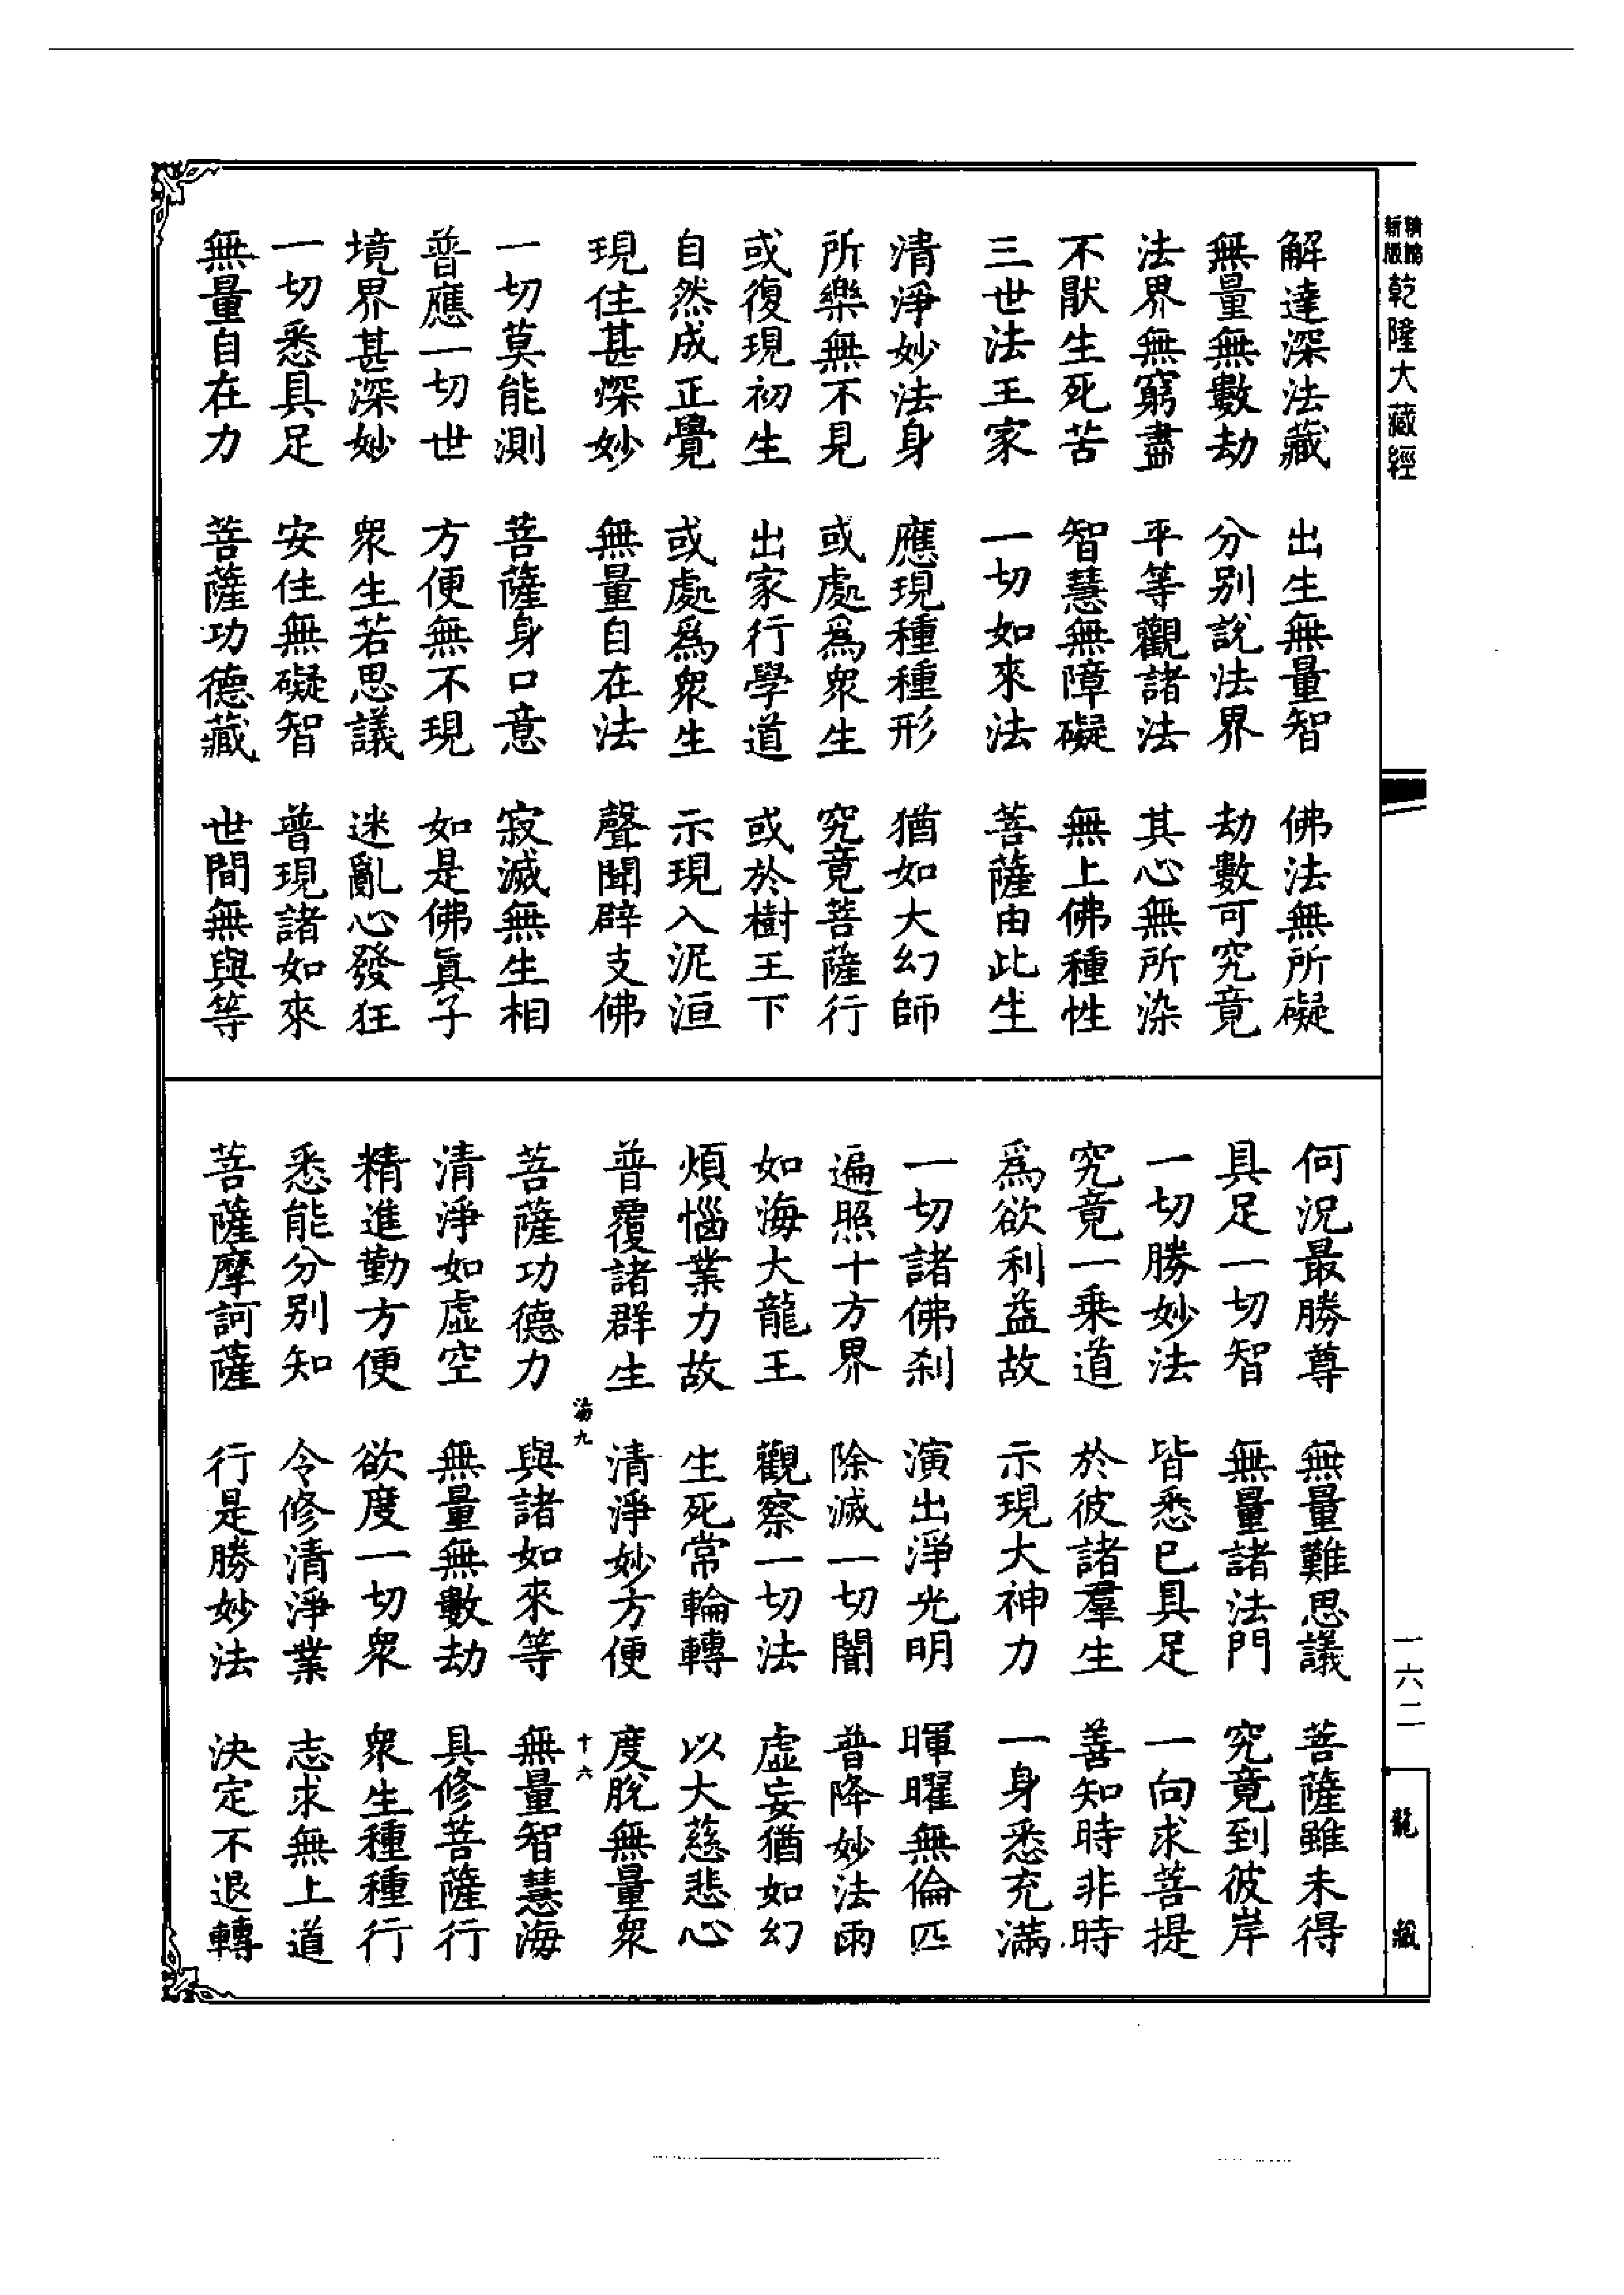 新版精縮乾隆大藏經
解達深法藏　出生無量智　佛法無所礙
無量無數劫　分別說法界　劫數可究竟
法界無窮盡　平等觀諸法　其心無所染
不厭生死苦　智慧無障礙　無上佛種性
三世法王家　一切如來法　菩薩由此生
清淨妙法身　應現種種形　猶如大幻師
所樂無不見　或處爲衆生　究竟菩薩行
或復現初生　出家行學道　或於樹王下
自然成正覺　或處爲衆生　示現入泥洹
現住甚深妙　無量自在法　聲聞辟支佛
一切莫能測　菩薩身口意　寂滅無生相
普應一切世　方便無不現　如是佛眞子
境界甚深妙　衆生若思議　迷亂心發狂
一切悉具足　安住無礙智　普現諸如來
無量自在力　菩薩功德藏　世間無與等
何況最勝尊　無量難思議　菩薩雖未得
具足一切智　無量諸法門　究竟到彼岸
一切勝妙法　皆悉已具足　一向求菩提
究竟一乘道　於彼諸羣生　善知時非時
爲欲利益故　示現大神力　一身悉充滿
一切諸佛刹　演出淨光明　暉曜無倫匹
遍照十方界　除滅一切闇　普降妙法雨
如海大龍王　觀察一切法　虛妄猶如幻
煩惱業力故　生死常輪轉　以大慈悲心
普覆諸群生　清淨妙方便　度脫無量衆
海九　十六
菩薩功德力　與諸如來等　無量智慧海
清淨如虛空　無量無數劫　具修菩薩行
精進勤方便　欲度一切衆　衆生種種行
悉能分別知　令修清淨業　志求無上道
菩薩摩訶薩　行是勝妙法　決定不退轉
一六二
龍藏